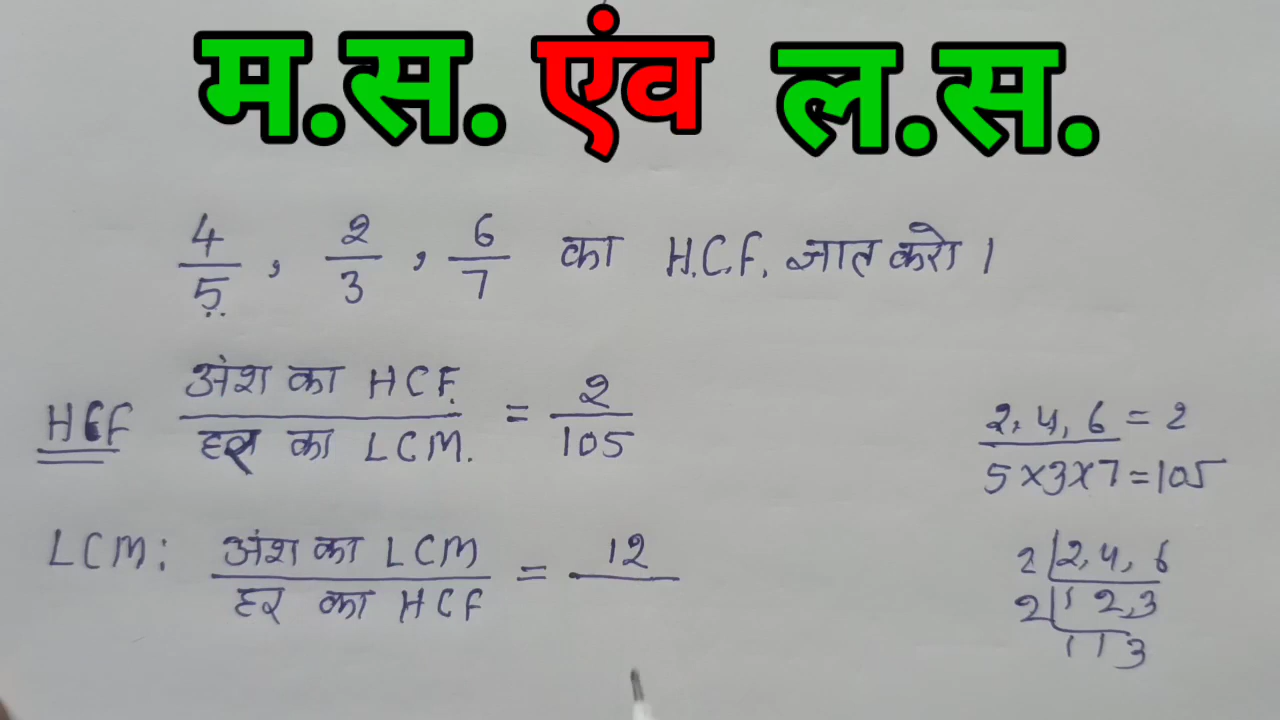 म.स. एंव ल.स.
4/5 , 2/3 , 6/7 का H.C.F. ज्ञात करो ।
HCF अंश का HCF. / हर का LCM. = 2/105
2, 4, 6 = 2
5×3×7=105
LCM: अंश का LCM / हर का HCF = 12/
2 | 2, 4, 6
2 | 1 2, 3
1 1 3